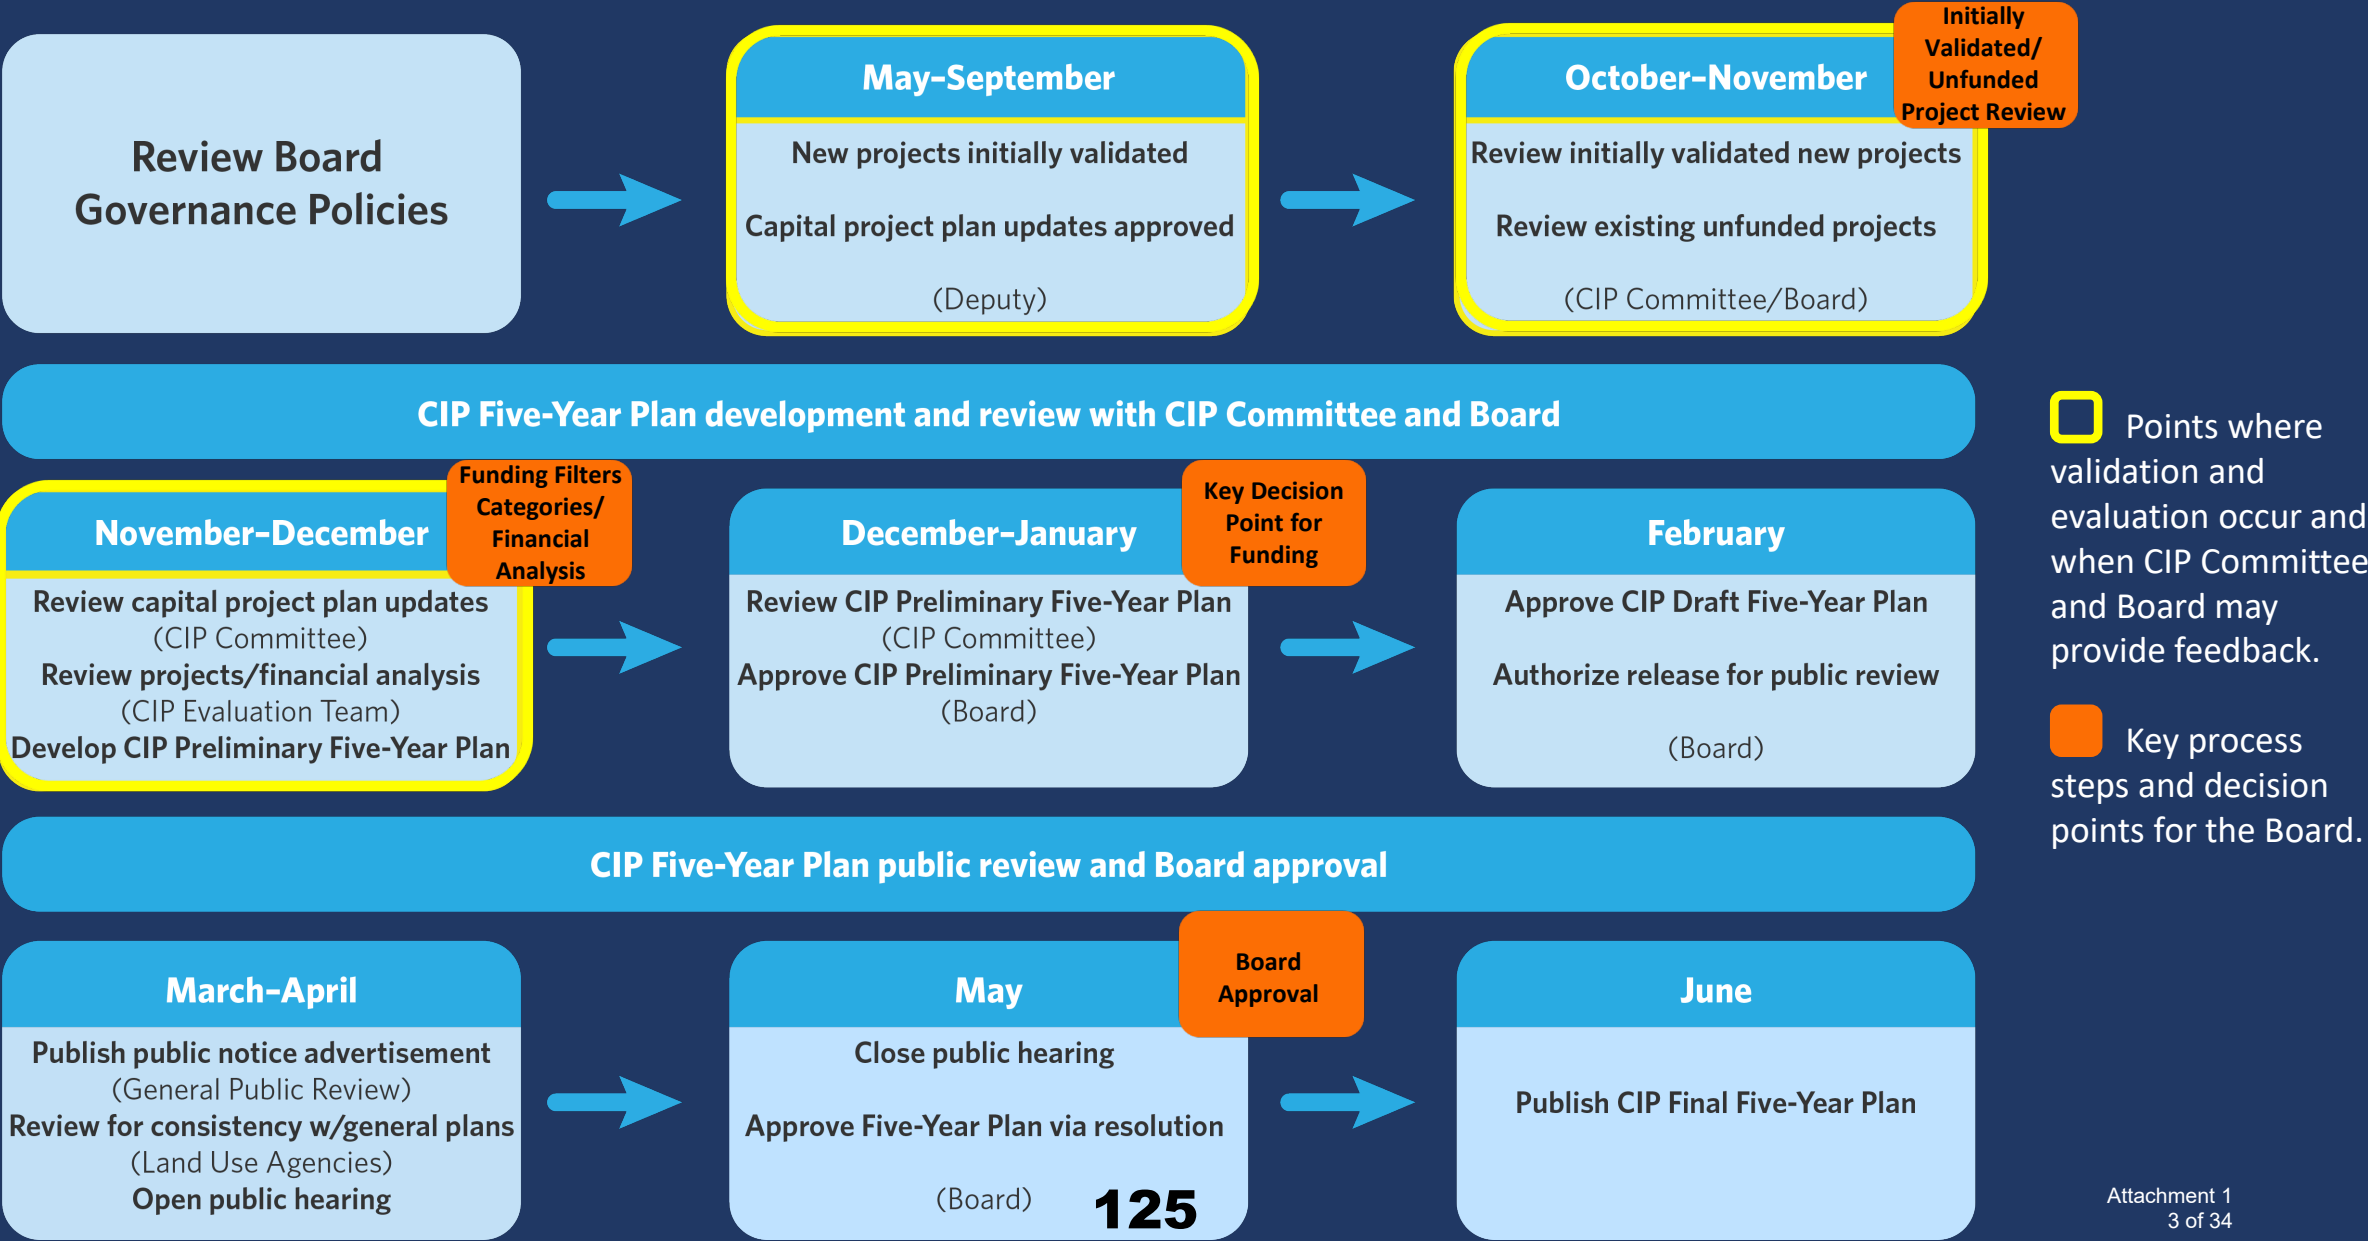 Review Board
Governance Policies
May–September
New projects initially validated
Capital project plan updates approved
(Deputy)
October–November
Initially
Validated/
Unfunded
Project Review
Review initially validated new projects
Review existing unfunded projects
(CIP Committee/Board)
CIP Five-Year Plan development and review with CIP Committee and Board
November–December
Funding Filters
Categories/
Financial
Analysis
Review capital project plan updates
(CIP Committee)
Review projects/financial analysis
(CIP Evaluation Team)
Develop CIP Preliminary Five-Year Plan
December–January
Key Decision
Point for
Funding
Review CIP Preliminary Five-Year Plan
(CIP Committee)
Approve CIP Preliminary Five-Year Plan
(Board)
February
Approve CIP Draft Five-Year Plan
Authorize release for public review
(Board)
Points where
validation and
evaluation occur and
when CIP Committee
and Board may
provide feedback.
Key process
steps and decision
points for the Board.
CIP Five-Year Plan public review and Board approval
March–April
Publish public notice advertisement
(General Public Review)
Review for consistency w/general plans
(Land Use Agencies)
Open public hearing
May
Board
Approval
Close public hearing
Approve Five-Year Plan via resolution
(Board)
125
June
Publish CIP Final Five-Year Plan
Attachment 1
3 of 34